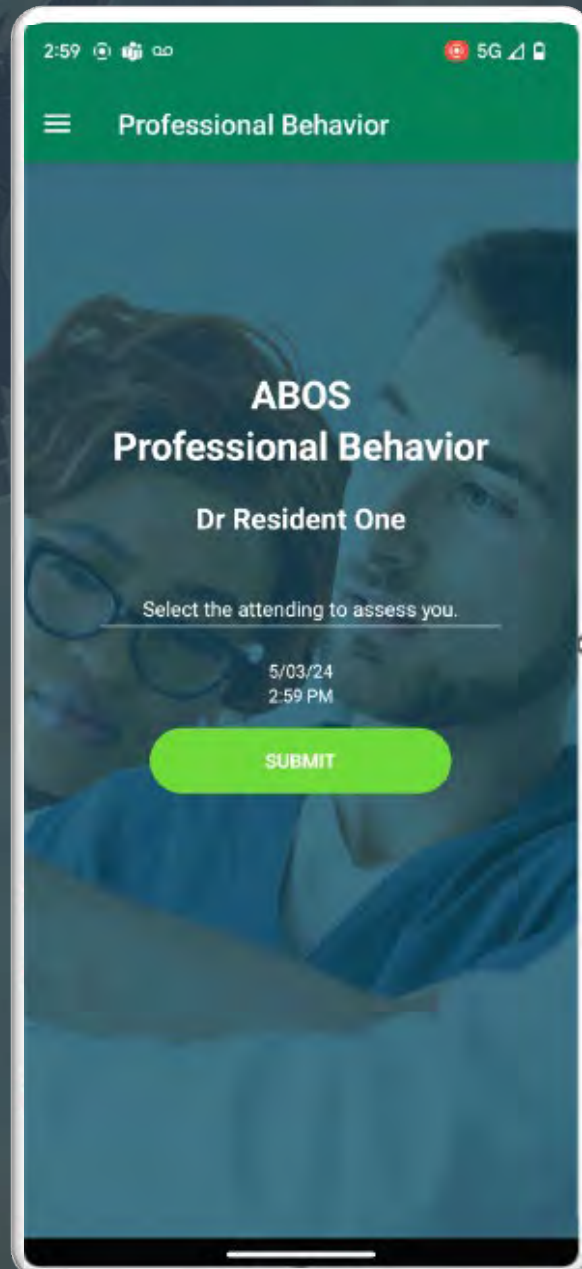 2:59 5G
Professional Behavior
ABOS
Professional Behavior
Dr Resident One
Select the attending to assess you.
5/03/24
2:59 PM
SUBMIT